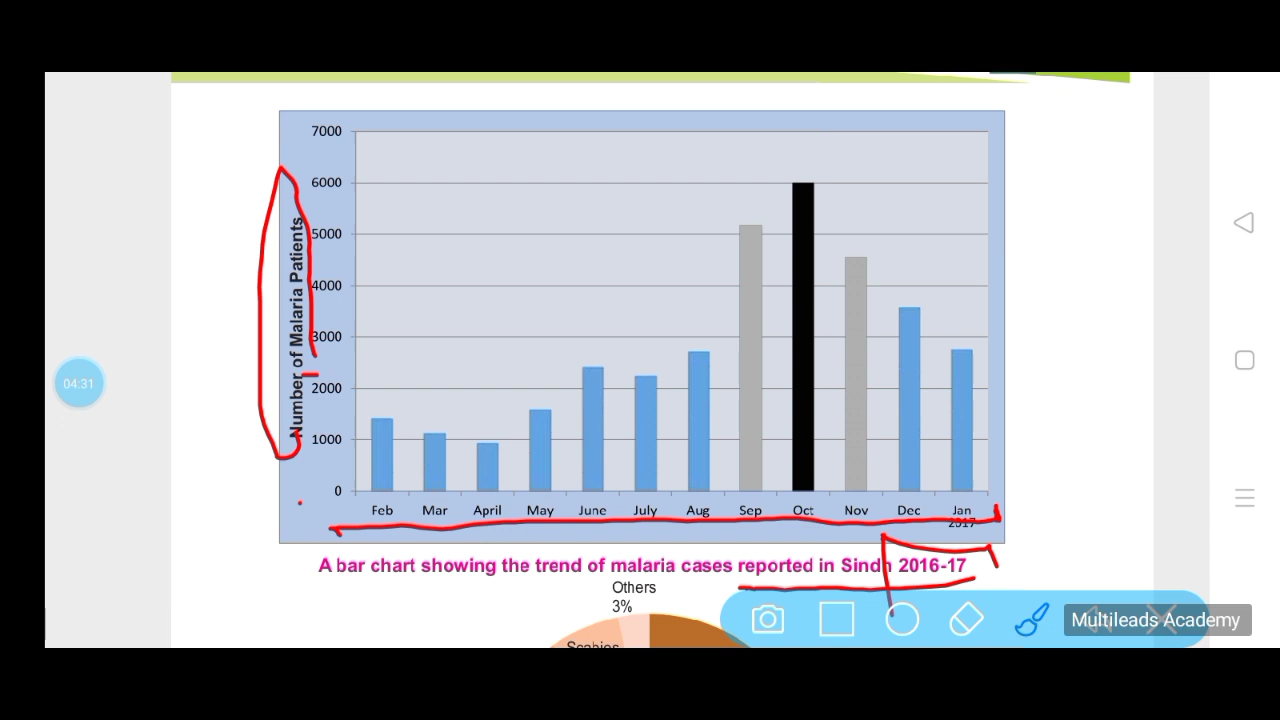 7000
6000
5000
4000
3000
2000
1000
0
Number of Malaria Patients
Feb Mar April May June July Aug Sep Oct Nov Dec Jan
2017
A bar chart showing the trend of malaria cases reported in Sindh 2016-17
Others
3%
Scabies
04:31
Multileads Academy